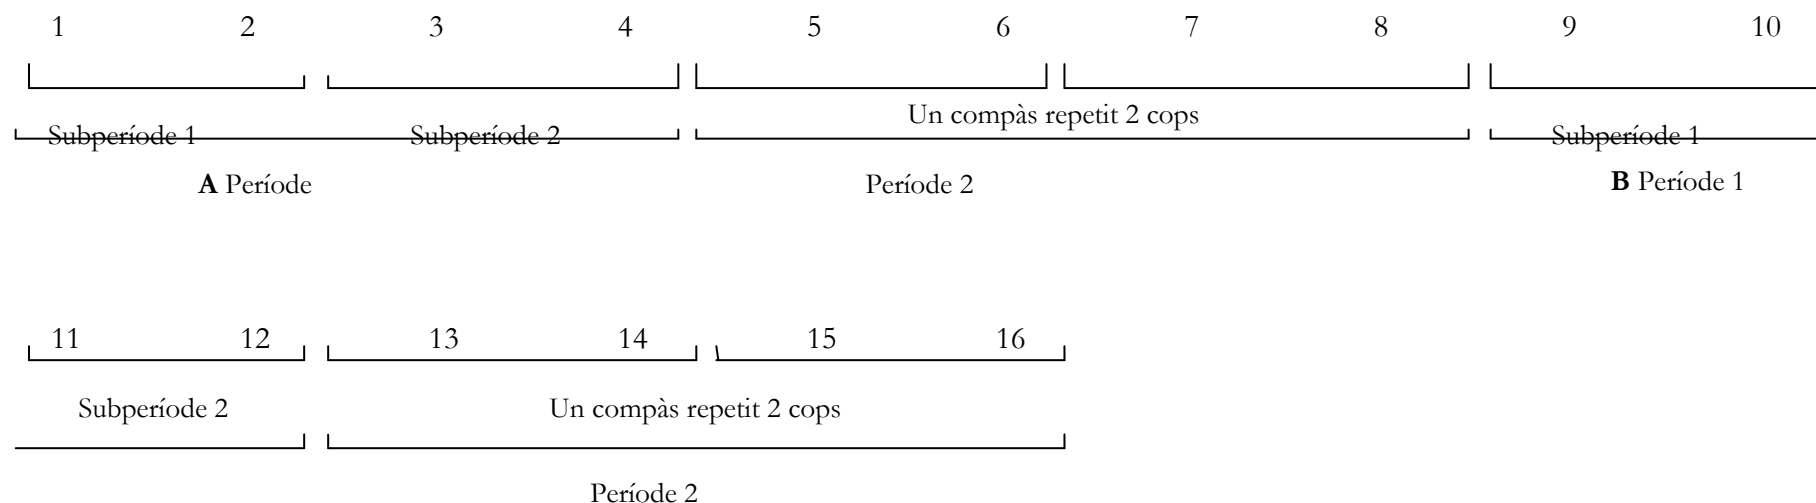 1 2 3 4 5 6 7 8 9 10
Un compàs repetit 2 cops
Subperíode 1 Subperíode 2 Subperíode 1
A Període Període 2 B Període 1
11 12 13 14 15 16
Subperíode 2 Un compàs repetit 2 cops
Període 2